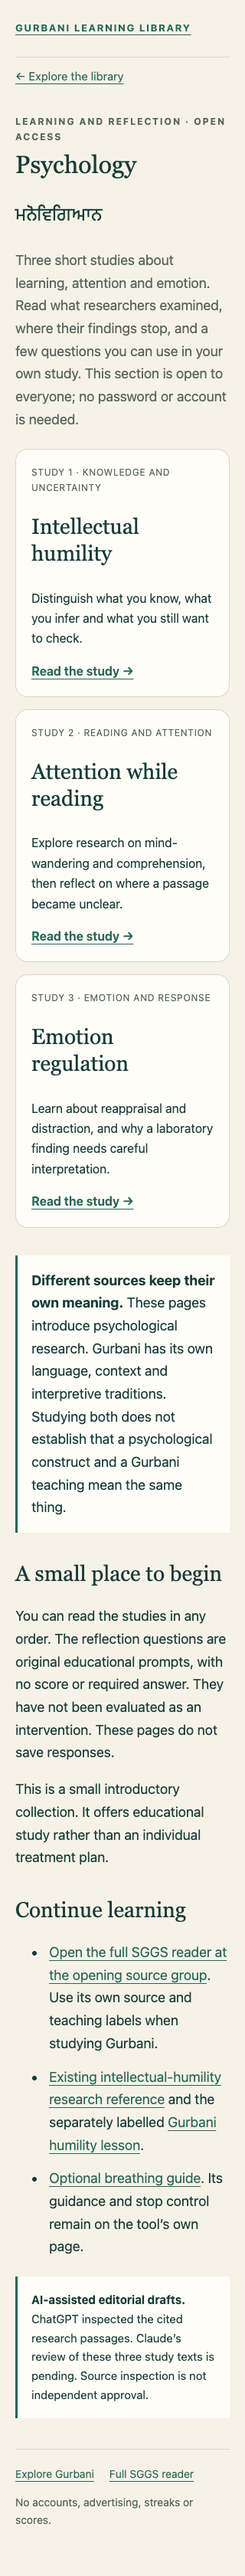 GURBANI LEARNING LIBRARY
← Explore the library
LEARNING AND REFLECTION · OPEN
ACCESS
Psychology
ਮਨੋਵਿਗਿਆਨ
Three short studies about
learning, attention and emotion.
Read what researchers examined,
where their findings stop, and a
few questions you can use in your
own study. This section is open to
everyone; no password or account
is needed.
STUDY 1 · KNOWLEDGE AND
UNCERTAINTY
Intellectual
humility
Distinguish what you know, what
you infer and what you still want
to check.
Read the study →
STUDY 2 · READING AND ATTENTION
Attention while
reading
Explore research on mind-
wandering and comprehension,
then reflect on where a passage
became unclear.
Read the study →
STUDY 3 · EMOTION AND RESPONSE
Emotion
regulation
Learn about reappraisal and
distraction, and why a laboratory
finding needs careful
interpretation.
Read the study →
Different sources keep their
own meaning. These pages
introduce psychological
research. Gurbani has its own
language, context and
interpretive traditions.
Studying both does not
establish that a psychological
construct and a Gurbani
teaching mean the same
thing.
A small place to begin
You can read the studies in any
order. The reflection questions are
original educational prompts, with
no score or required answer. They
have not been evaluated as an
intervention. These pages do not
save responses.
This is a small introductory
collection. It offers educational
study rather than an individual
treatment plan.
Continue learning
• Open the full SGGS reader at
the opening source group.
Use its own source and
teaching labels when
studying Gurbani.
• Existing intellectual-humility
research reference and the
separately labelled Gurbani
humility lesson.
• Optional breathing guide. Its
guidance and stop control
remain on the tool's own
page.
AI-assisted editorial drafts.
ChatGPT inspected the cited
research passages. Claude's
review of these three study texts is
pending. Source inspection is not
independent approval.
Explore Gurbani Full SGGS reader
No accounts, advertising, streaks or
scores.